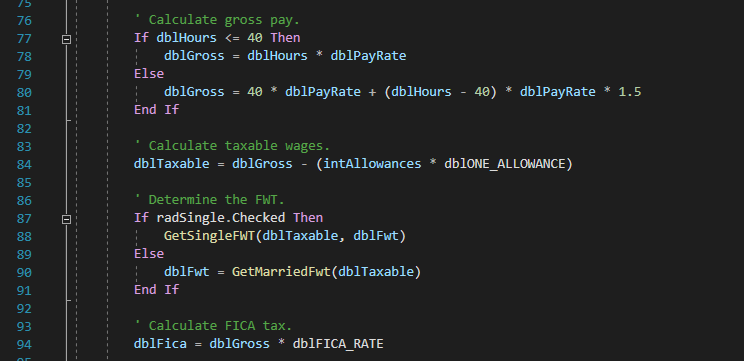 75
76 ' Calculate gross pay.
77 If dblHours <= 40 Then
78 dblGross = dblHours * dblPayRate
79 Else
80 dblGross = 40 * dblPayRate + (dblHours - 40) * dblPayRate * 1.5
81 End If
82
83 ' Calculate taxable wages.
84 dblTaxable = dblGross - (intAllowances * dblONE_ALLOWANCE)
85
86 ' Determine the FWT.
87 If radSingle.Checked Then
88 GetSingleFWT(dblTaxable, dblFwt)
89 Else
90 dblFwt = GetMarriedFwt(dblTaxable)
91 End If
92
93 ' Calculate FICA tax.
94 dblFica = dblGross * dblFICA_RATE
95